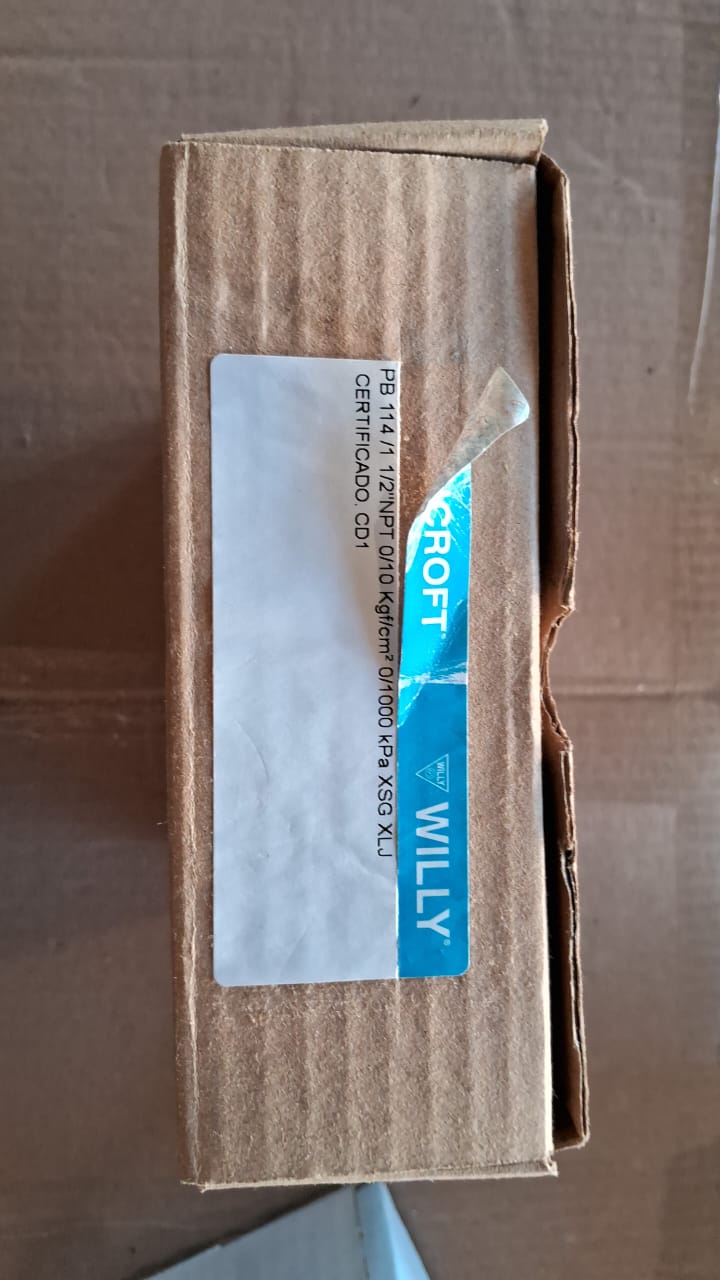 CROFT® WILLY WILLY®
PB 114 /1 1/2"NPT 0/10 Kgf/cm² 0/1000 kPa XSG XLJ
CERTIFICADO. CD1